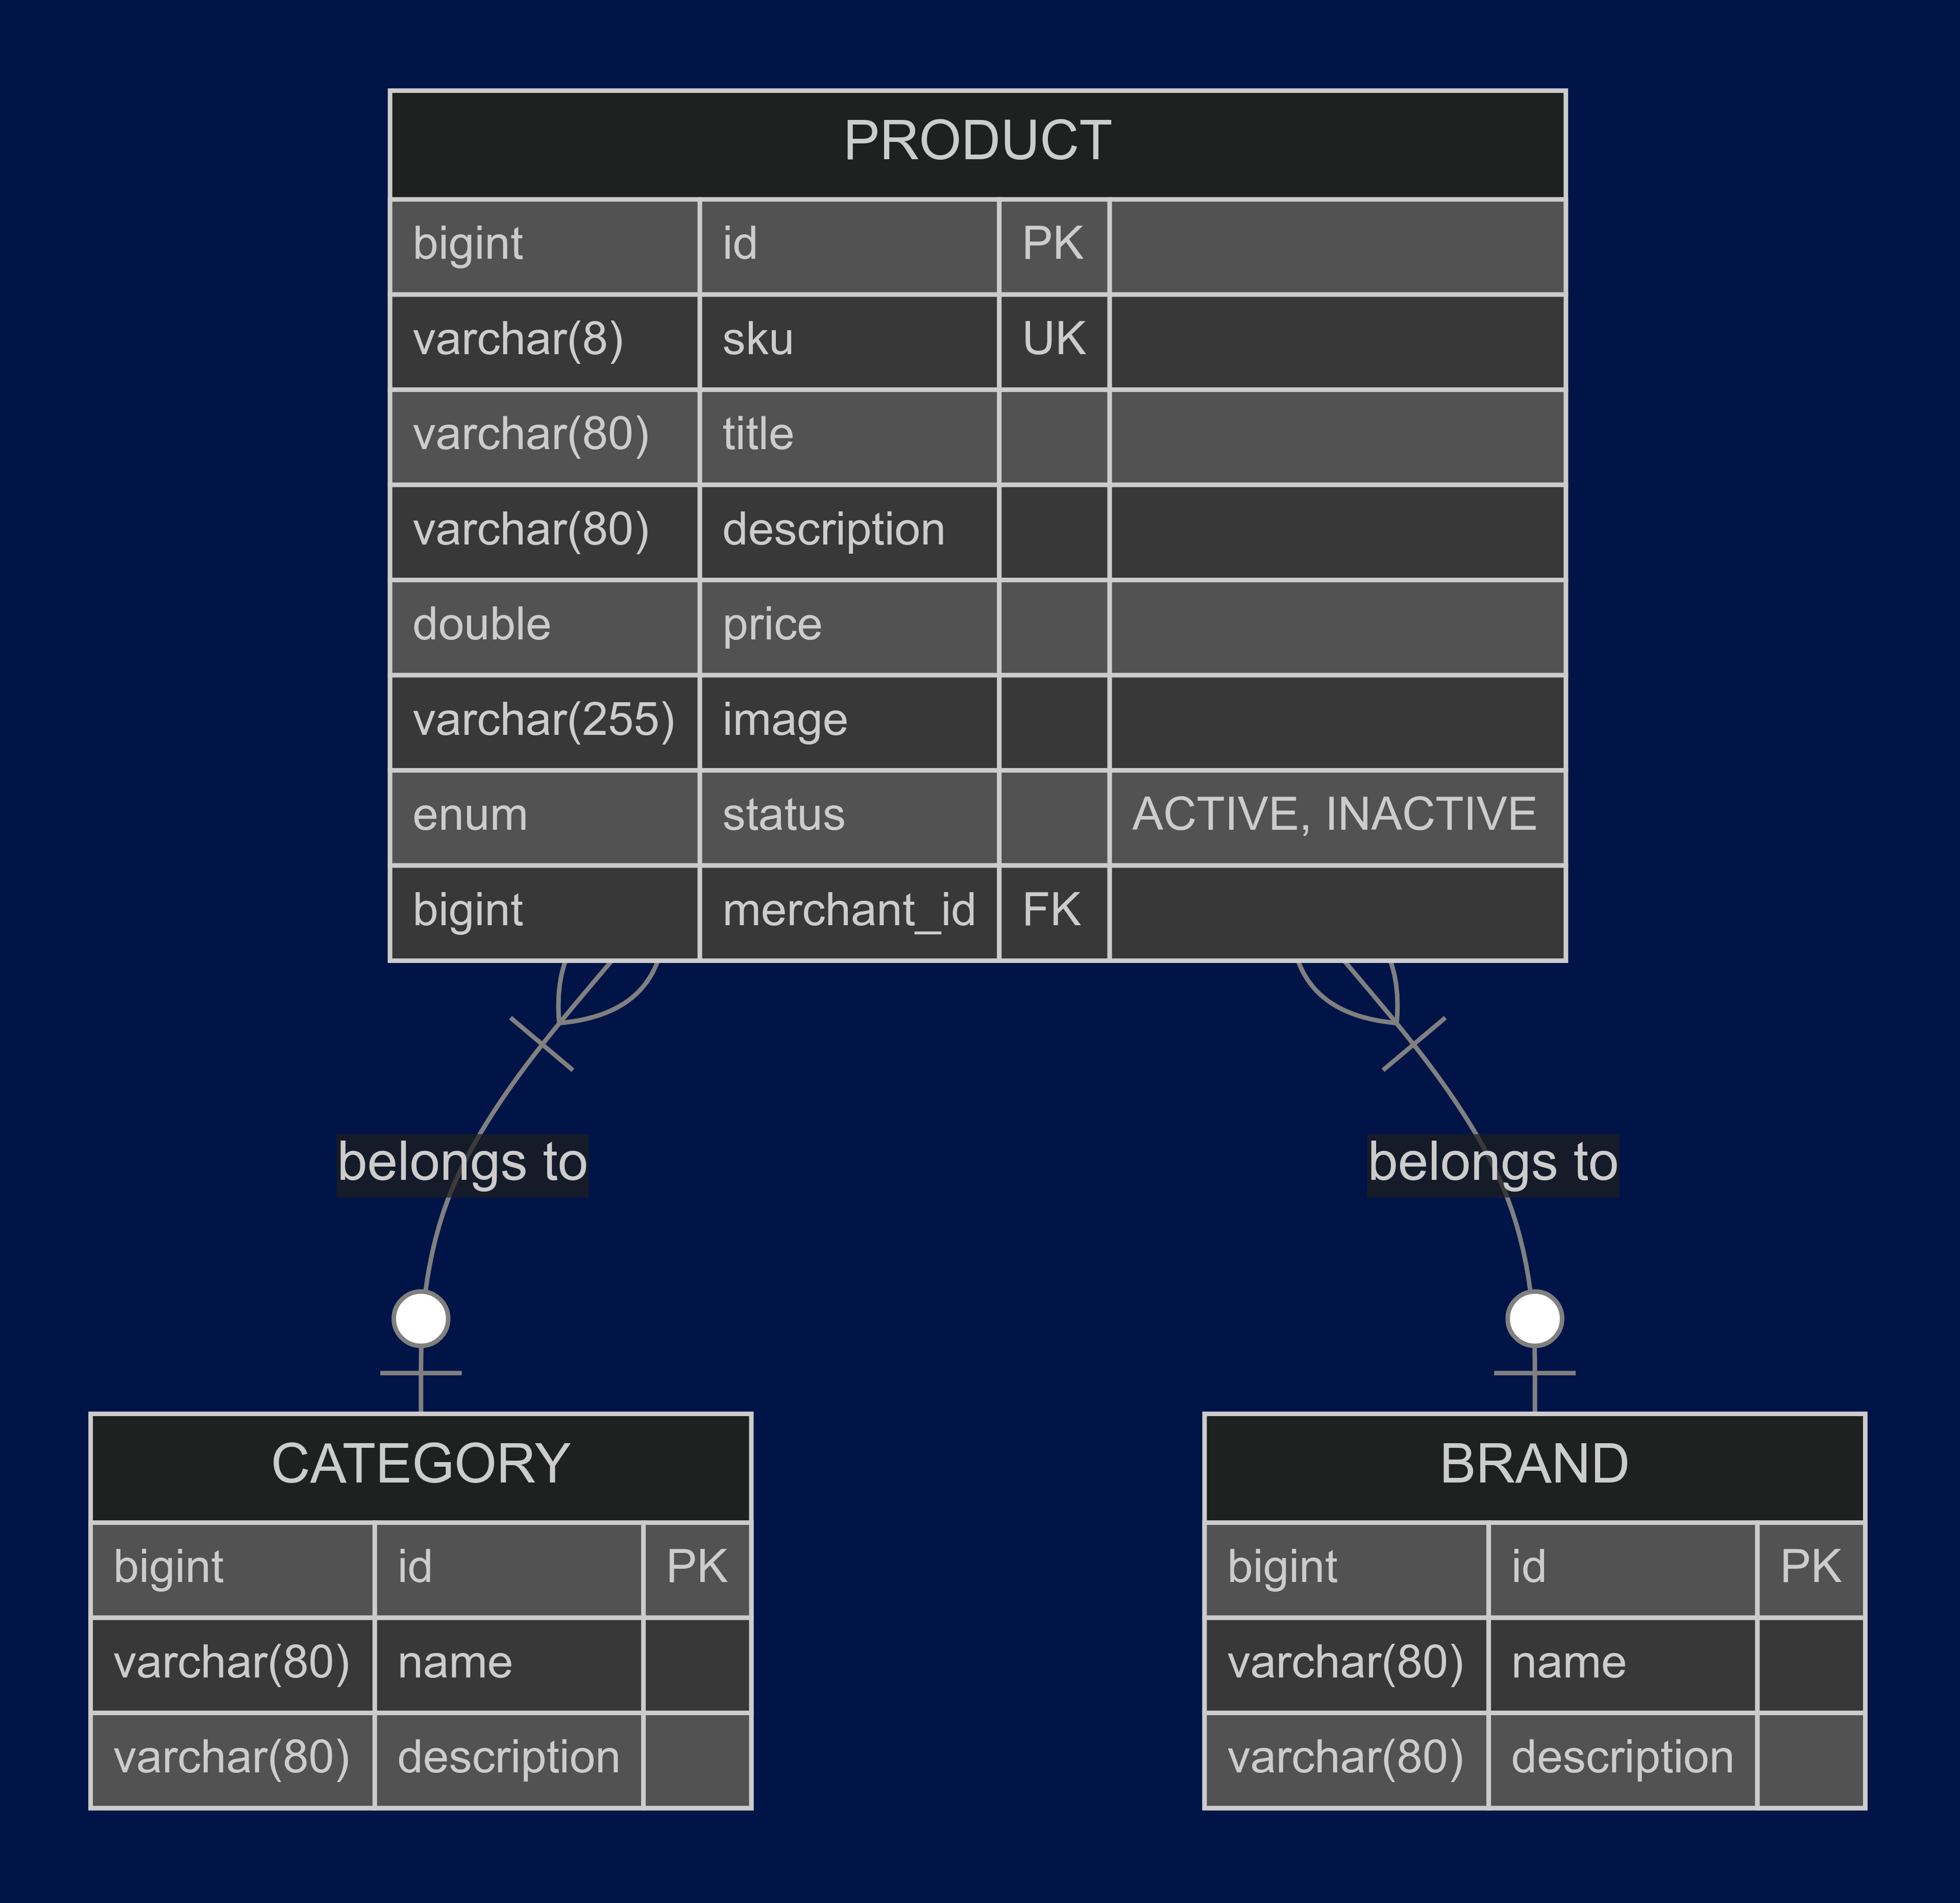 PRODUCT
bigint id PK
varchar(8) sku UK
varchar(80) title
varchar(80) description
double price
varchar(255) image
enum status ACTIVE, INACTIVE
bigint merchant_id FK
belongs to belongs to
CATEGORY
bigint id PK
varchar(80) name
varchar(80) description
BRAND
bigint id PK
varchar(80) name
varchar(80) description